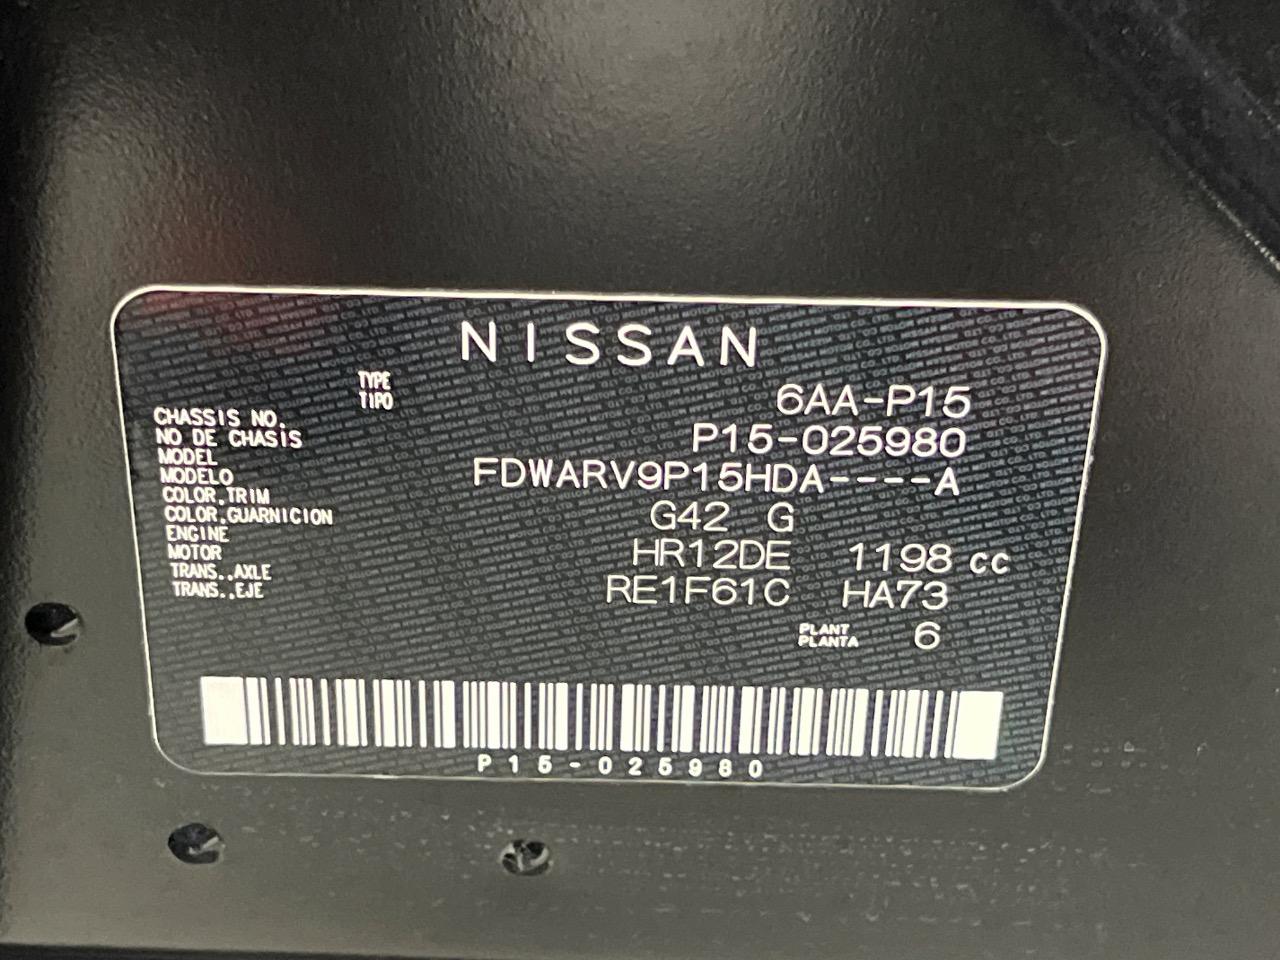 NISSAN
TYPE
TIPO
6AA-P15
CHASSIS NO.
NO DE CHASIS
P15-025980
MODEL
MODELO
FDWARV9P15HDA----A
COLOR,TRIM
COLOR,GUARNICION
G42 G
ENGINE
MOTOR
HR12DE 1198 cc
TRANS.,AXLE
TRANS.,EJE
RE1F61C HA73
PLANT
PLANTA
6
P15-025980